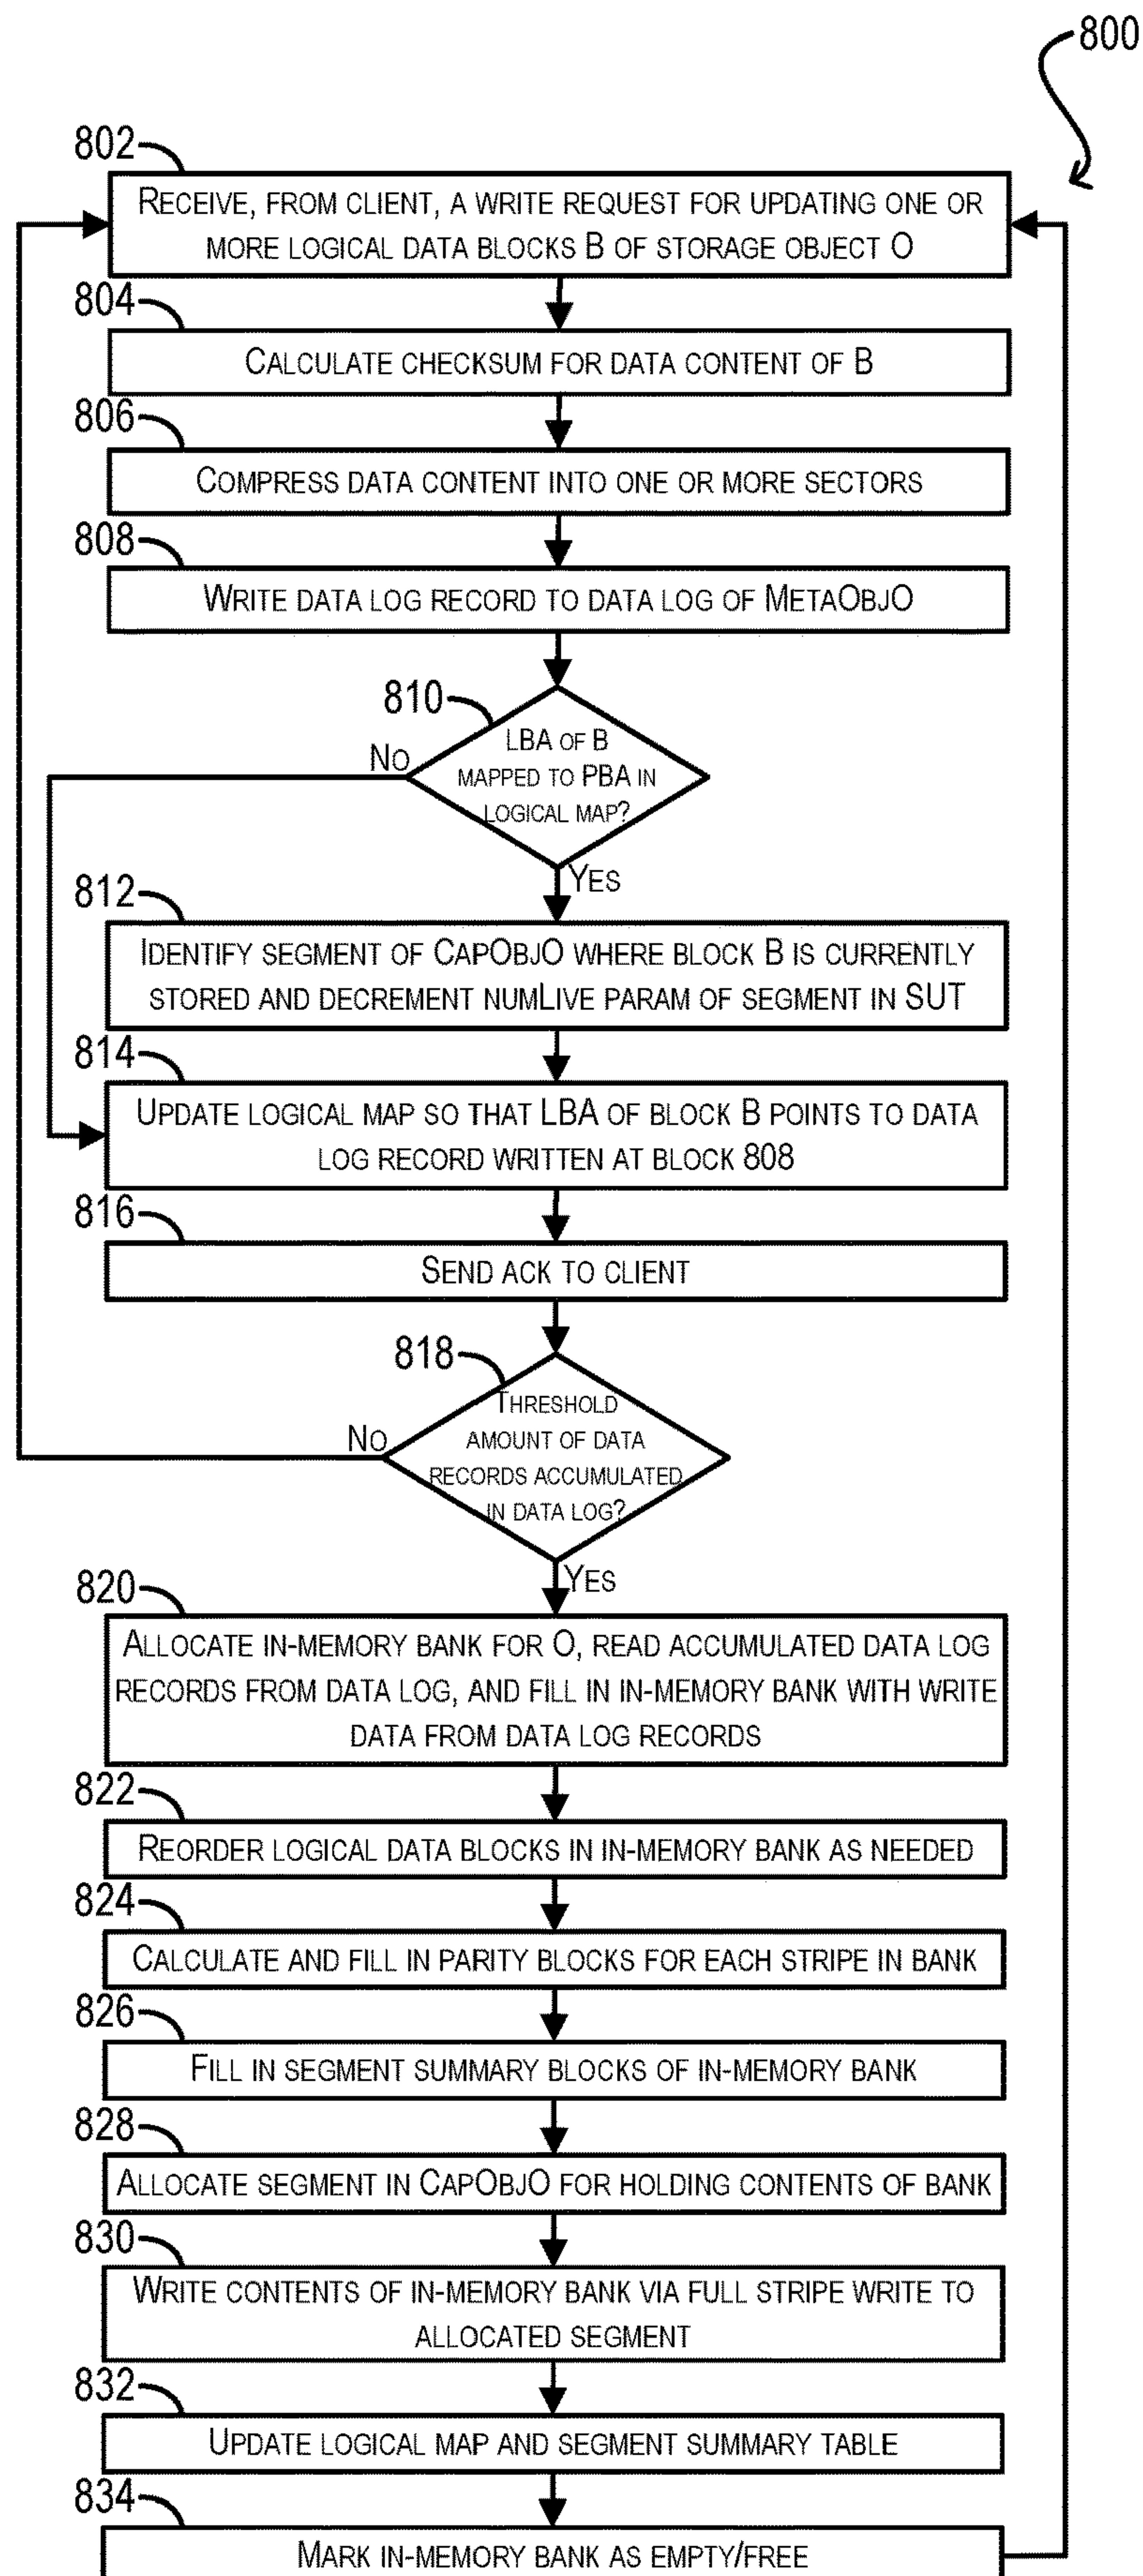 800
802
RECEIVE, FROM CLIENT, A WRITE REQUEST FOR UPDATING ONE OR
MORE LOGICAL DATA BLOCKS B OF STORAGE OBJECT O
804
CALCULATE CHECKSUM FOR DATA CONTENT OF B
806
COMPRESS DATA CONTENT INTO ONE OR MORE SECTORS
808
WRITE DATA LOG RECORD TO DATA LOG OF METAOBJO
810
LBA OF B
MAPPED TO PBA IN
LOGICAL MAP?
NO
YES
812
IDENTIFY SEGMENT OF CAPOBJO WHERE BLOCK B IS CURRENTLY
STORED AND DECREMENT NUMLIVE PARAM OF SEGMENT IN SUT
814
UPDATE LOGICAL MAP SO THAT LBA OF BLOCK B POINTS TO DATA
LOG RECORD WRITTEN AT BLOCK 808
816
SEND ACK TO CLIENT
818
THRESHOLD
AMOUNT OF DATA
RECORDS ACCUMULATED
IN DATA LOG?
NO
YES
820
ALLOCATE IN-MEMORY BANK FOR O, READ ACCUMULATED DATA LOG
RECORDS FROM DATA LOG, AND FILL IN IN-MEMORY BANK WITH WRITE
DATA FROM DATA LOG RECORDS
822
REORDER LOGICAL DATA BLOCKS IN IN-MEMORY BANK AS NEEDED
824
CALCULATE AND FILL IN PARITY BLOCKS FOR EACH STRIPE IN BANK
826
FILL IN SEGMENT SUMMARY BLOCKS OF IN-MEMORY BANK
828
ALLOCATE SEGMENT IN CAPOBJO FOR HOLDING CONTENTS OF BANK
830
WRITE CONTENTS OF IN-MEMORY BANK VIA FULL STRIPE WRITE TO
ALLOCATED SEGMENT
832
UPDATE LOGICAL MAP AND SEGMENT SUMMARY TABLE
834
MARK IN-MEMORY BANK AS EMPTY/FREE